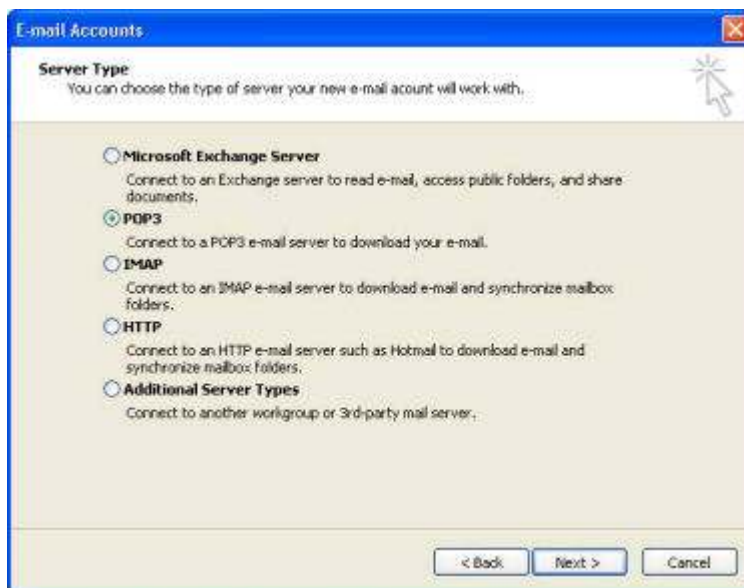 E-mail Accounts
Server Type
You can choose the type of server your new e-mail acount will work with.
Microsoft Exchange Server
Connect to an Exchange server to read e-mail, access public folders, and share
documents.
POP3
Connect to a POP3 e-mail server to download your e-mail.
IMAP
Connect to an IMAP e-mail server to download e-mail and synchronize mailbox
folders.
HTTP
Connect to an HTTP e-mail server such as Hotmail to download e-mail and
synchronize mailbox folders.
Additional Server Types
Connect to another workgroup or 3rd-party mail server.
< Back Next > Cancel